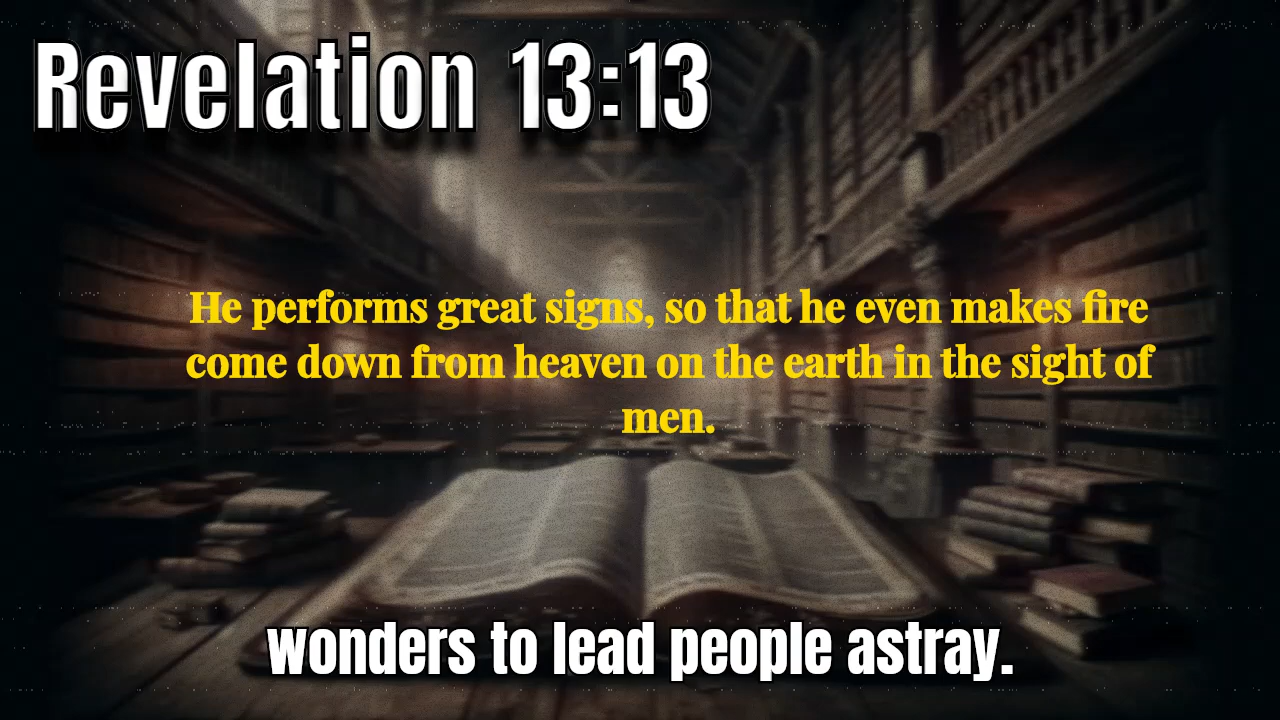 Revelation 13:13
He performs great signs, so that he even makes fire
come down from heaven on the earth in the sight of
men.
wonders to lead people astray.